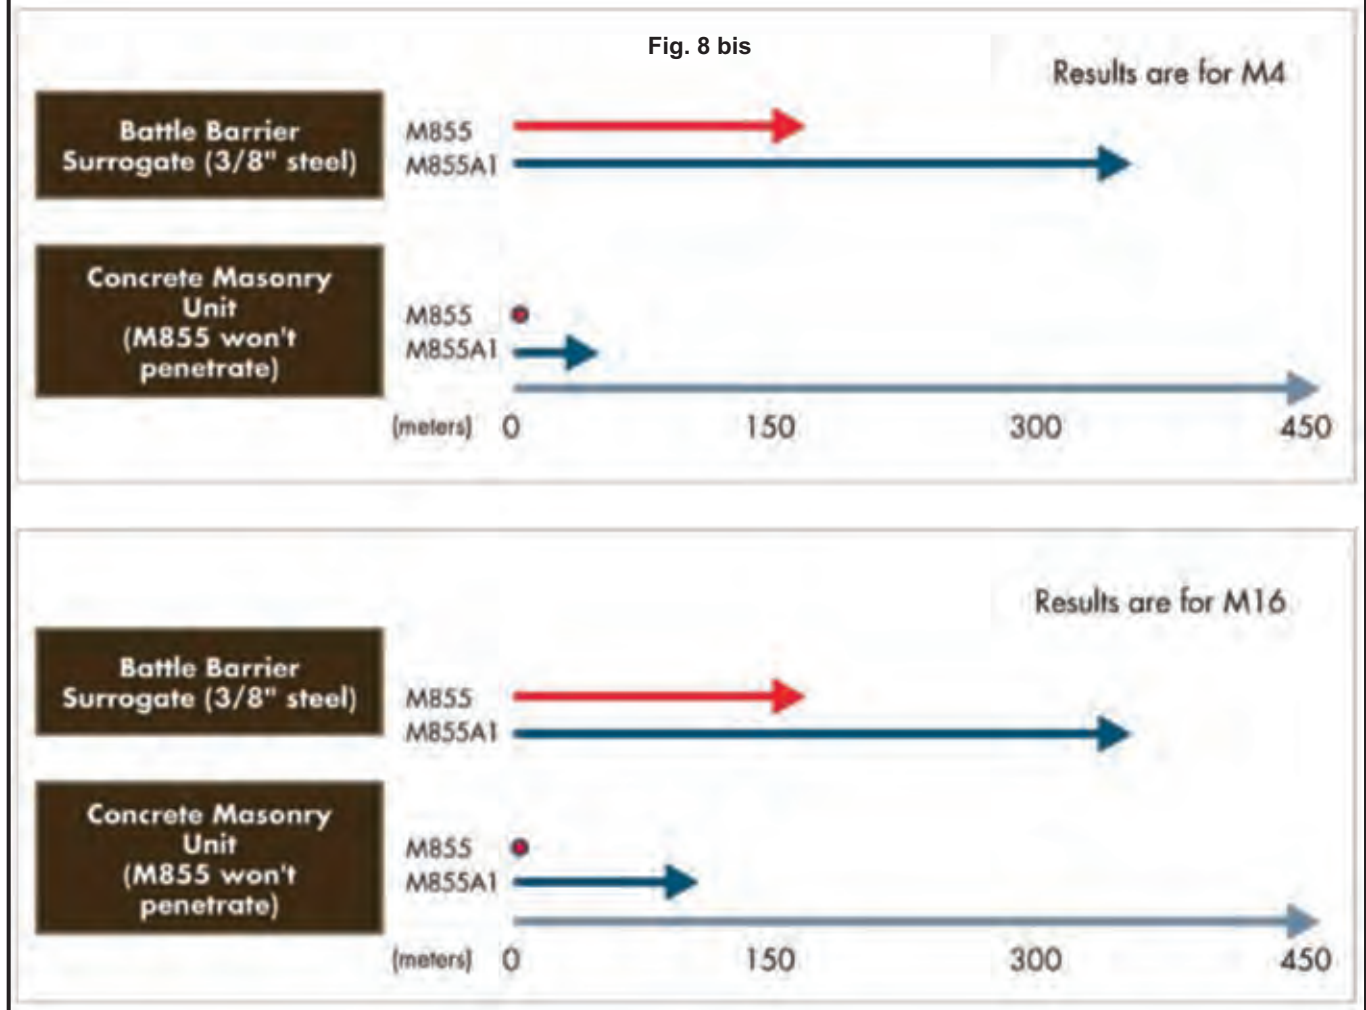 Fig. 8 bis
Results are for M4
Battle Barrier
Surrogate (3/8" steel)
M855
M855A1
Concrete Masonry
Unit
(M855 won't
penetrate)
M855
M855A1
(meters) 0 150 300 450
Results are for M16
Battle Barrier
Surrogate (3/8" steel)
M855
M855A1
Concrete Masonry
Unit
(M855 won't
penetrate)
M855
M855A1
(meters) 0 150 300 450